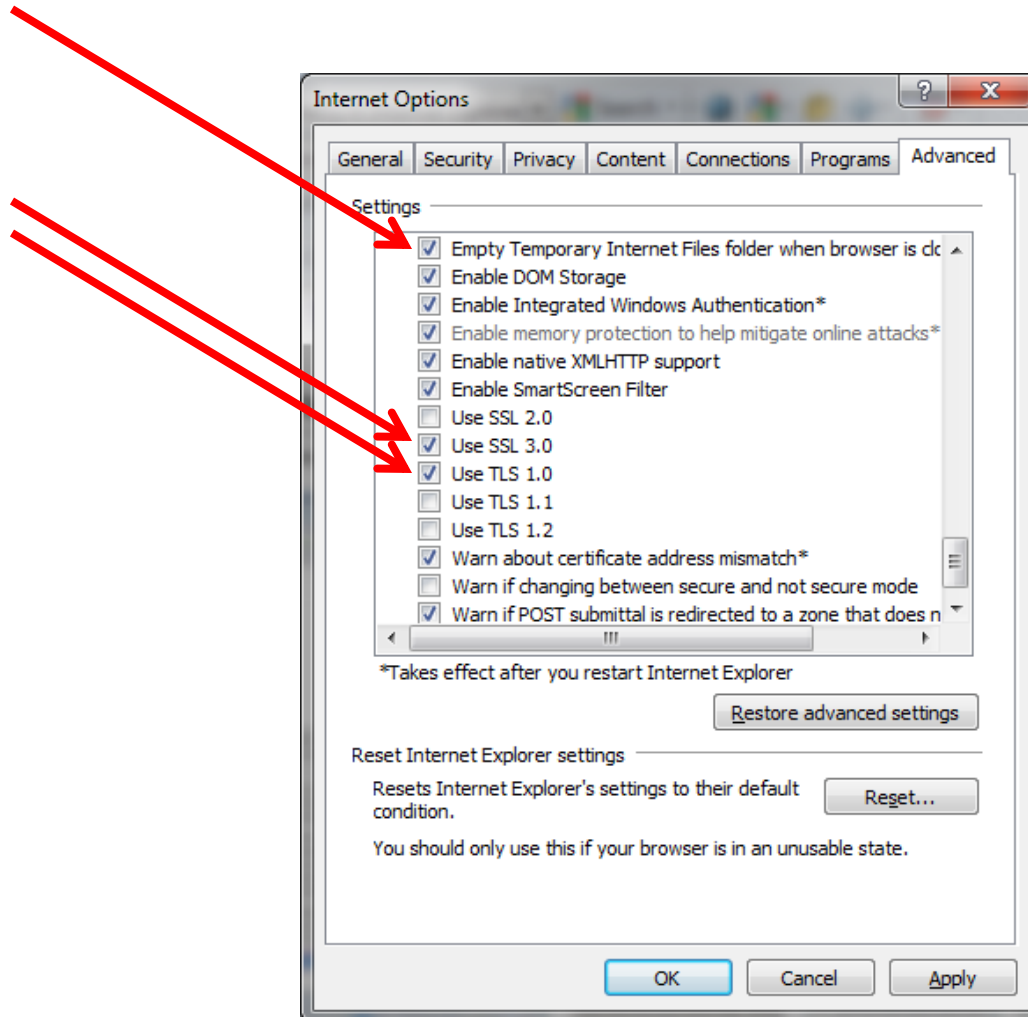 Internet Options
General Security Privacy Content Connections Programs Advanced
Settings
Empty Temporary Internet Files folder when browser is clc
Enable DOM Storage
Enable Integrated Windows Authentication*
Enable memory protection to help mitigate online attacks*
Enable native XMLHTTP support
Enable SmartScreen Filter
Use SSL 2.0
Use SSL 3.0
Use TLS 1.0
Use TLS 1.1
Use TLS 1.2
Warn about certificate address mismatch*
Warn if changing between secure and not secure mode
Warn if POST submittal is redirected to a zone that does n
*Takes effect after you restart Internet Explorer
Restore advanced settings
Reset Internet Explorer settings
Resets Internet Explorer's settings to their default
condition.
Reset...
You should only use this if your browser is in an unusable state.
OK Cancel Apply